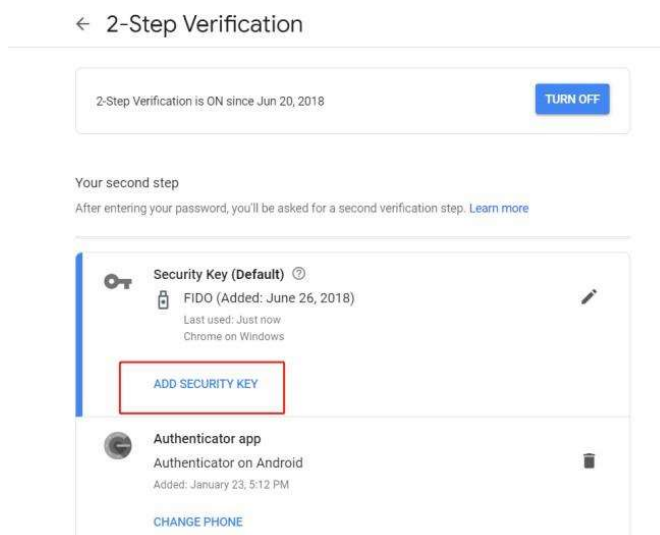 2-Step Verification
2-Step Verification is ON since Jun 20, 2018
TURN OFF
Your second step
After entering your password, you'll be asked for a second verification step. Learn more
Security Key (Default)
FIDO (Added: June 26, 2018)
Last used: Just now
Chrome on Windows
ADD SECURITY KEY
Authenticator app
Authenticator on Android
Added: January 23, 5:12 PM
CHANGE PHONE